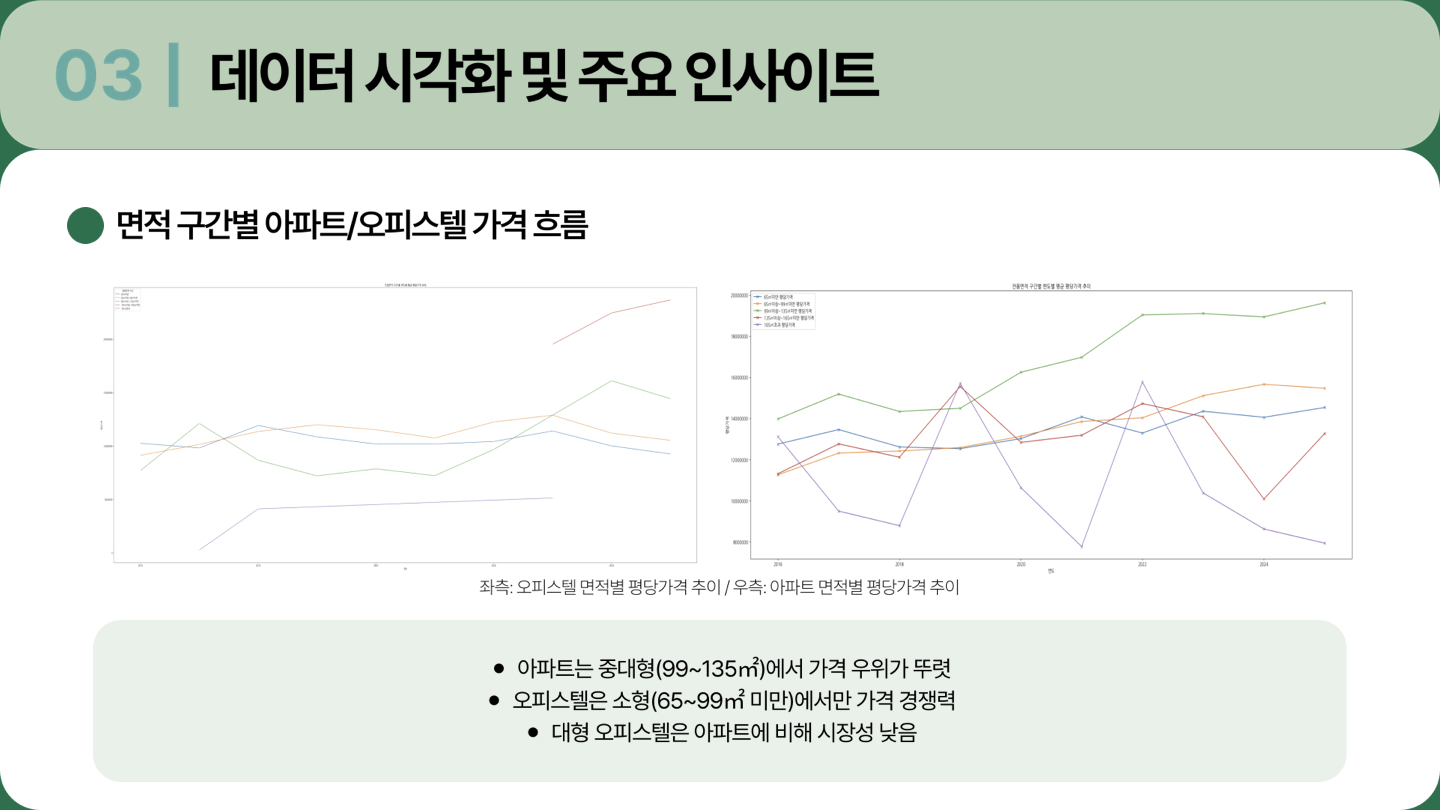 03 | 데이터 시각화 및 주요 인사이트
면적 구간별 아파트/오피스텔 가격 흐름
전용면적 구간별 연도별 평균 평당가격 추이
65㎡미만 평당가격
65㎡이상~99㎡미만 평당가격
99㎡이상~135㎡미만 평당가격
135㎡이상~165㎡미만 평당가격
165㎡초과 평당가격
20000000
18000000
16000000
14000000
12000000
10000000
8000000
평당가격
2016 2018 2020 2022 2024
연도
좌측: 오피스텔 면적별 평당가격 추이 / 우측: 아파트 면적별 평당가격 추이
• 아파트는 중대형(99~135㎡)에서 가격 우위가 뚜렷
• 오피스텔은 소형(65~99㎡ 미만)에서만 가격 경쟁력
• 대형 오피스텔은 아파트에 비해 시장성 낮음